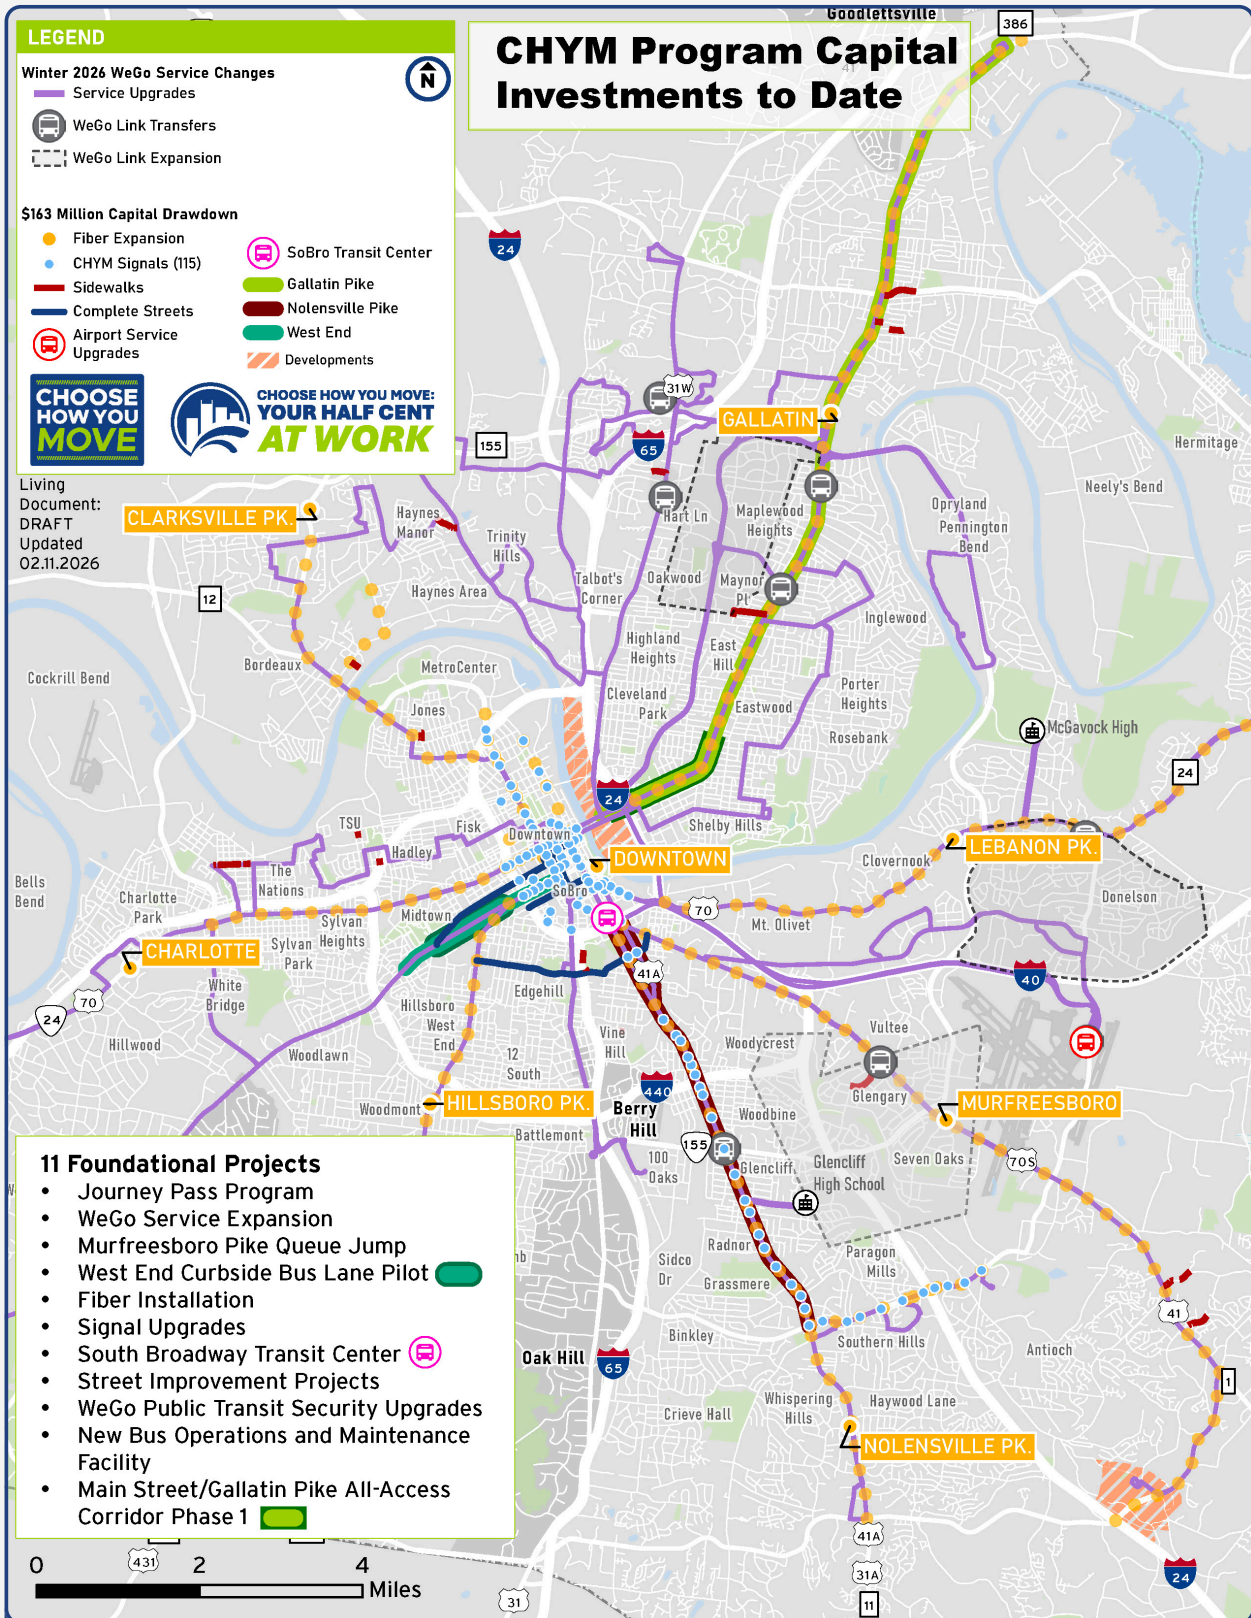 Goodlettsville
386
LEGEND
Winter 2026 WeGo Service Changes
Service Upgrades
WeGo Link Transfers
WeGo Link Expansion
N
$163 Million Capital Drawdown
Fiber Expansion
CHYM Signals (115)
Sidewalks
Complete Streets
Airport Service
Upgrades
SoBro Transit Center
Gallatin Pike
Nolensville Pike
West End
Developments
CHOOSE
HOW YOU
MOVE
CHOOSE HOW YOU MOVE:
YOUR HALF CENT
AT WORK
CHYM Program Capital
Investments to Date
41
24
31W
GALLATIN
155
65
Hermitage
Living
Document:
DRAFT
Updated
02.11.2026
CLARKSVILLE PK.
Haynes
Manor
Trinity
Hills
Hart Ln
Maplewood
Heights
Opryland
Pennington
Bend
Neely's Bend
12
Haynes Area
Talbot's
Corner
Oakwood
Maynor
Pl
Inglewood
Highland
Heights
East
Hill
Bordeaux
MetroCenter
Cockrill Bend
Jones
Cleveland
Park
Eastwood
Porter
Heights
Rosebank
McGavock High
24
24
TSU
Fisk
Hadley
Downtown
Shelby Hills
DOWNTOWN
LEBANON PK.
Clovernook
Donelson
Bells
Bend
The
Nations
Charlotte
Park
Sylvan
Heights
Midtown
SoBro
70
Mt. Olivet
CHARLOTTE
Sylvan
Park
White
Bridge
41A
40
70
24
Edgehill
Hillsboro
West
End
Hillwood
Woodlawn
12
South
Vine
Hill
Woodycrest
Vultee
440
Glengary
Woodmont
HILLSBORO PK.
Berry
Hill
Woodbine
MURFREESBORO
Battlemont
155
100
Oaks
Glencliff
Glencliff
High School
Seven Oaks
70S
11 Foundational Projects
• Journey Pass Program
• WeGo Service Expansion
• Murfreesboro Pike Queue Jump
• West End Curbside Bus Lane Pilot
• Fiber Installation
• Signal Upgrades
• South Broadway Transit Center
• Street Improvement Projects
• WeGo Public Transit Security Upgrades
• New Bus Operations and Maintenance
Facility
• Main Street/Gallatin Pike All-Access
Corridor Phase 1
Radnor
Sidco
Dr
Grassmere
Paragon
Mills
41
Binkley
Southern Hills
Antioch
Oak Hill
65
1
Whispering
Hills
Haywood Lane
Crieve Hall
NOLENSVILLE PK.
41A
31A
11
24
431
31
0 2 4
Miles